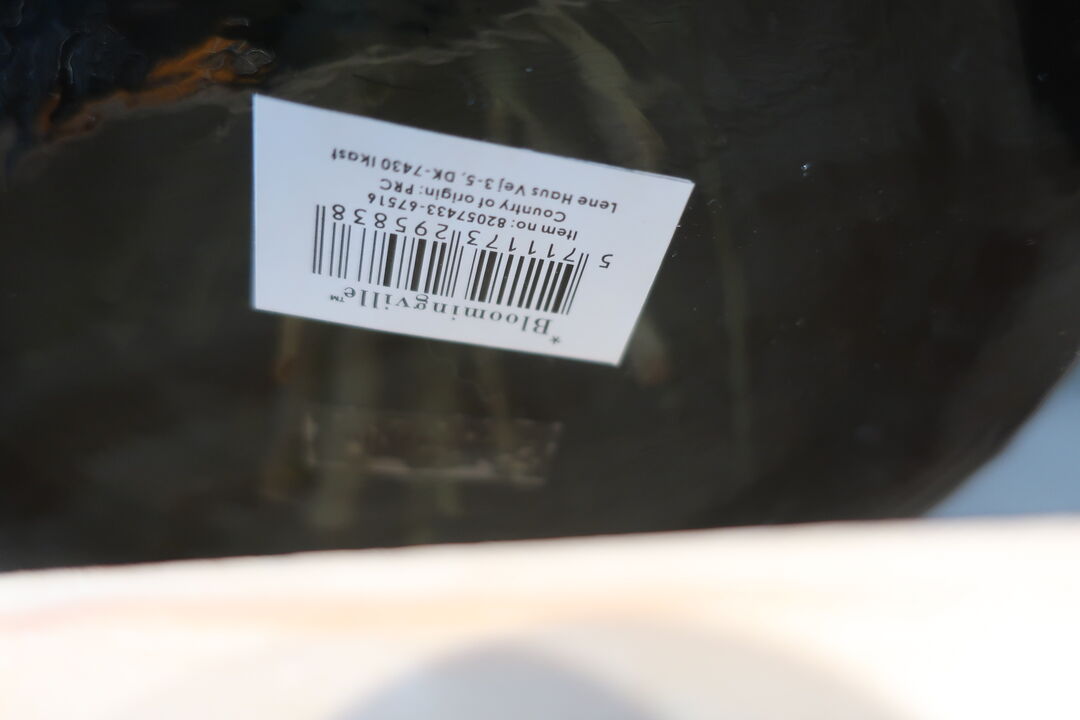 *Bloomingville™
5 711173 295838
Item no: 82057433-67516
Country of origin: PRC
Lene Haus Vej 3-5, DK-7430 Ikast